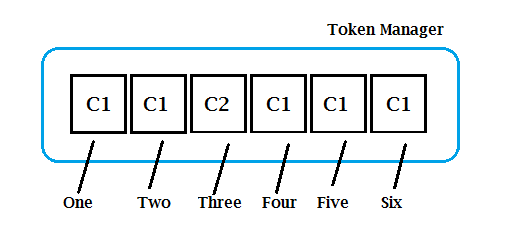 Token Manager
C1 C1 C2 C1 C1 C1
One Two Three Four Five Six